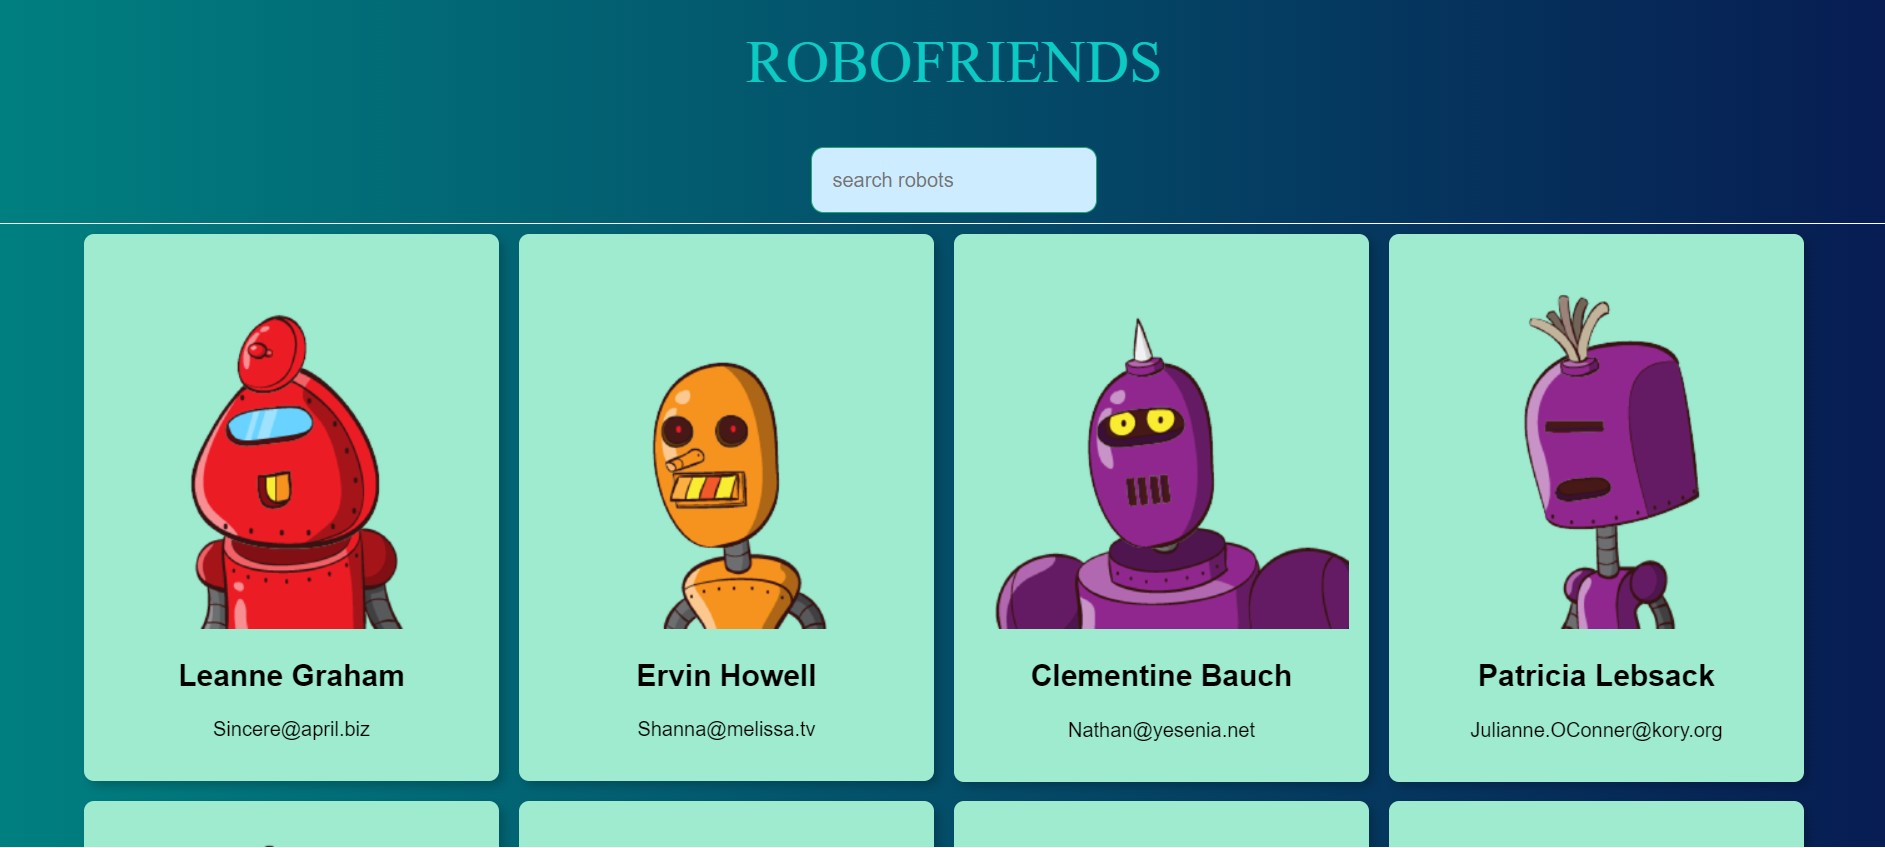 ROBOFRIENDS
search robots
Leanne Graham
Sincere@april.biz
Ervin Howell
Shanna@melissa.tv
Clementine Bauch
Nathan@yesenia.net
Patricia Lebsack
Julianne.OConner@kory.org